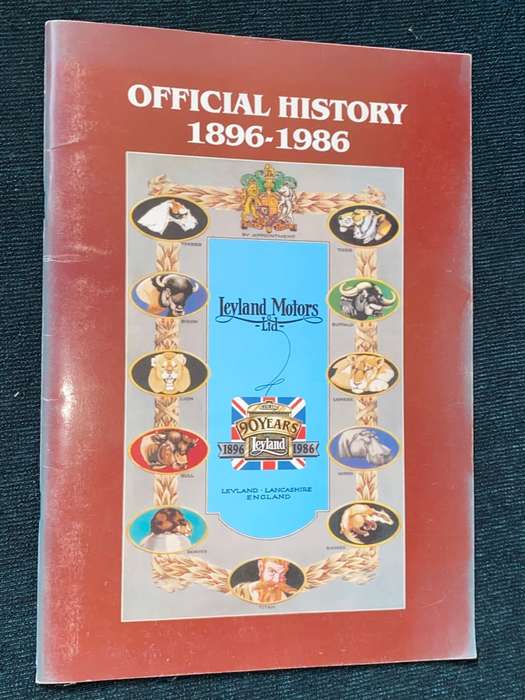 OFFICIAL HISTORY
1896-1986
BY APPOINTMENT
TERRIER
TIGER
BISON
BUFFALO
Leyland Motors
Ltd
LION
LIONESS
90 YEARS
1896 Leyland 1986
BULL
HIPPO
LEYLAND - LANCASHIRE
ENGLAND
BEAVER
BADGER
TITAN